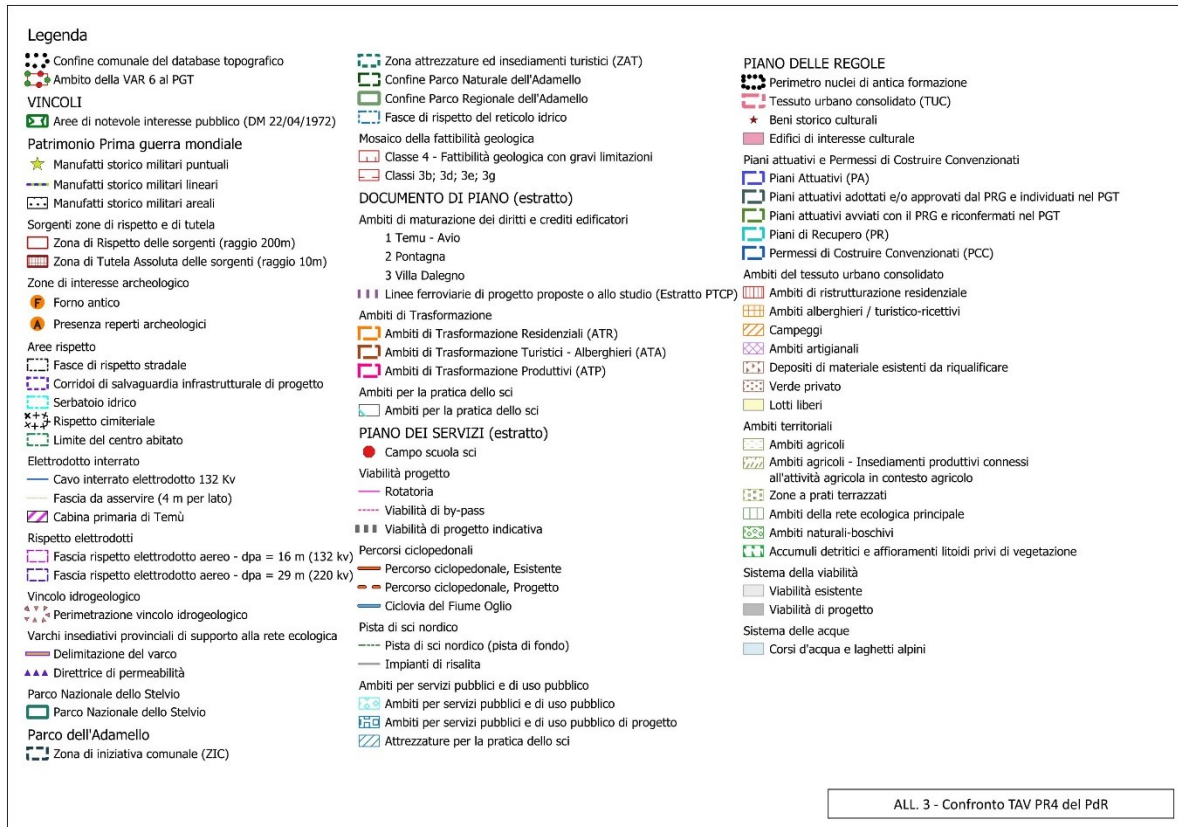 Legenda
Confine comunale del database topografico
Ambito della VAR 6 al PGT
VINCOLI
Aree di notevole interesse pubblico (DM 22/04/1972)
Patrimonio Prima guerra mondiale
Manufatti storico militari puntuali
Manufatti storico militari lineari
Manufatti storico militari areali
Sorgenti zone di rispetto e di tutela
Zona di Rispetto delle sorgenti (raggio 200m)
Zona di Tutela Assoluta delle sorgenti (raggio 10m)
Zone di interesse archeologico
F Forno antico
A Presenza reperti archeologici
Aree rispetto
Fasce di rispetto stradale
Corridoi di salvaguardia infrastrutturale di progetto
Serbatoio idrico
Rispetto cimiteriale
Limite del centro abitato
Elettrodotto interrato
Cavo interrato elettrodotto 132 Kv
Fascia da asservire (4 m per lato)
Cabina primaria di Temù
Rispetto elettrodotti
Fascia rispetto elettrodotto aereo - dpa = 16 m (132 kv)
Fascia rispetto elettrodotto aereo - dpa = 29 m (220 kv)
Vincolo idrogeologico
Perimetrazione vincolo idrogeologico
Varchi insediativi provinciali di supporto alla rete ecologica
Delimitazione del varco
Direttrice di permeabilità
Parco Nazionale dello Stelvio
Parco Nazionale dello Stelvio
Parco dell'Adamello
Zona di iniziativa comunale (ZIC)
Zona attrezzature ed insediamenti turistici (ZAT)
Confine Parco Naturale dell'Adamello
Confine Parco Regionale dell'Adamello
Fasce di rispetto del reticolo idrico
Mosaico della fattibilità geologica
Classe 4 - Fattibilità geologica con gravi limitazioni
Classi 3b; 3d; 3e; 3g
DOCUMENTO DI PIANO (estratto)
Ambiti di maturazione dei diritti e crediti edificatori
1 Temu - Avio
2 Pontagna
3 Villa Dalegno
Linee ferroviarie di progetto proposte o allo studio (Estratto PTCP)
Ambiti di Trasformazione
Ambiti di Trasformazione Residenziali (ATR)
Ambiti di Trasformazione Turistici - Alberghieri (ATA)
Ambiti di Trasformazione Produttivi (ATP)
Ambiti per la pratica dello sci
Ambiti per la pratica dello sci
PIANO DEI SERVIZI (estratto)
Campo scuola sci
Viabilità progetto
Rotatoria
Viabilità di by-pass
Viabilità di progetto indicativa
Percorsi ciclopedonali
Percorso ciclopedonale, Esistente
Percorso ciclopedonale, Progetto
Ciclovia del Fiume Oglio
Pista di sci nordico
Pista di sci nordico (pista di fondo)
Impianti di risalita
Ambiti per servizi pubblici e di uso pubblico
Ambiti per servizi pubblici e di uso pubblico
Ambiti per servizi pubblici e di uso pubblico di progetto
Attrezzature per la pratica dello sci
PIANO DELLE REGOLE
Perimetro nuclei di antica formazione
Tessuto urbano consolidato (TUC)
Beni storico culturali
Edifici di interesse culturale
Piani attuativi e Permessi di Costruire Convenzionati
Piani Attuativi (PA)
Piani attuativi adottati e/o approvati dal PRG e individuati nel PGT
Piani attuativi avviati con il PRG e riconfermati nel PGT
Piani di Recupero (PR)
Permessi di Costruire Convenzionati (PCC)
Ambiti del tessuto urbano consolidato
Ambiti di ristrutturazione residenziale
Ambiti alberghieri / turistico-ricettivi
Campeggi
Ambiti artigianali
Depositi di materiale esistenti da riqualificare
Verde privato
Lotti liberi
Ambiti territoriali
Ambiti agricoli
Ambiti agricoli - Insediamenti produttivi connessi
all'attività agricola in contesto agricolo
Zone a prati terrazzati
Ambiti della rete ecologica principale
Ambiti naturali-boschivi
Accumuli detritici e affioramenti litoidi privi di vegetazione
Sistema della viabilità
Viabilità esistente
Viabilità di progetto
Sistema delle acque
Corsi d'acqua e laghetti alpini
ALL. 3 - Confronto TAV PR4 del PdR